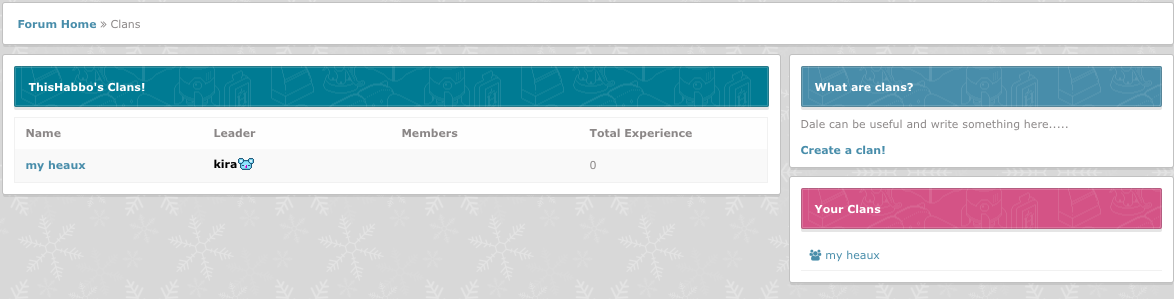 Forum Home » Clans
ThisHabbo's Clans!
Name Leader Members Total Experience
my heaux kira 0
What are clans?
Dale can be useful and write something here.....
Create a clan!
Your Clans
my heaux